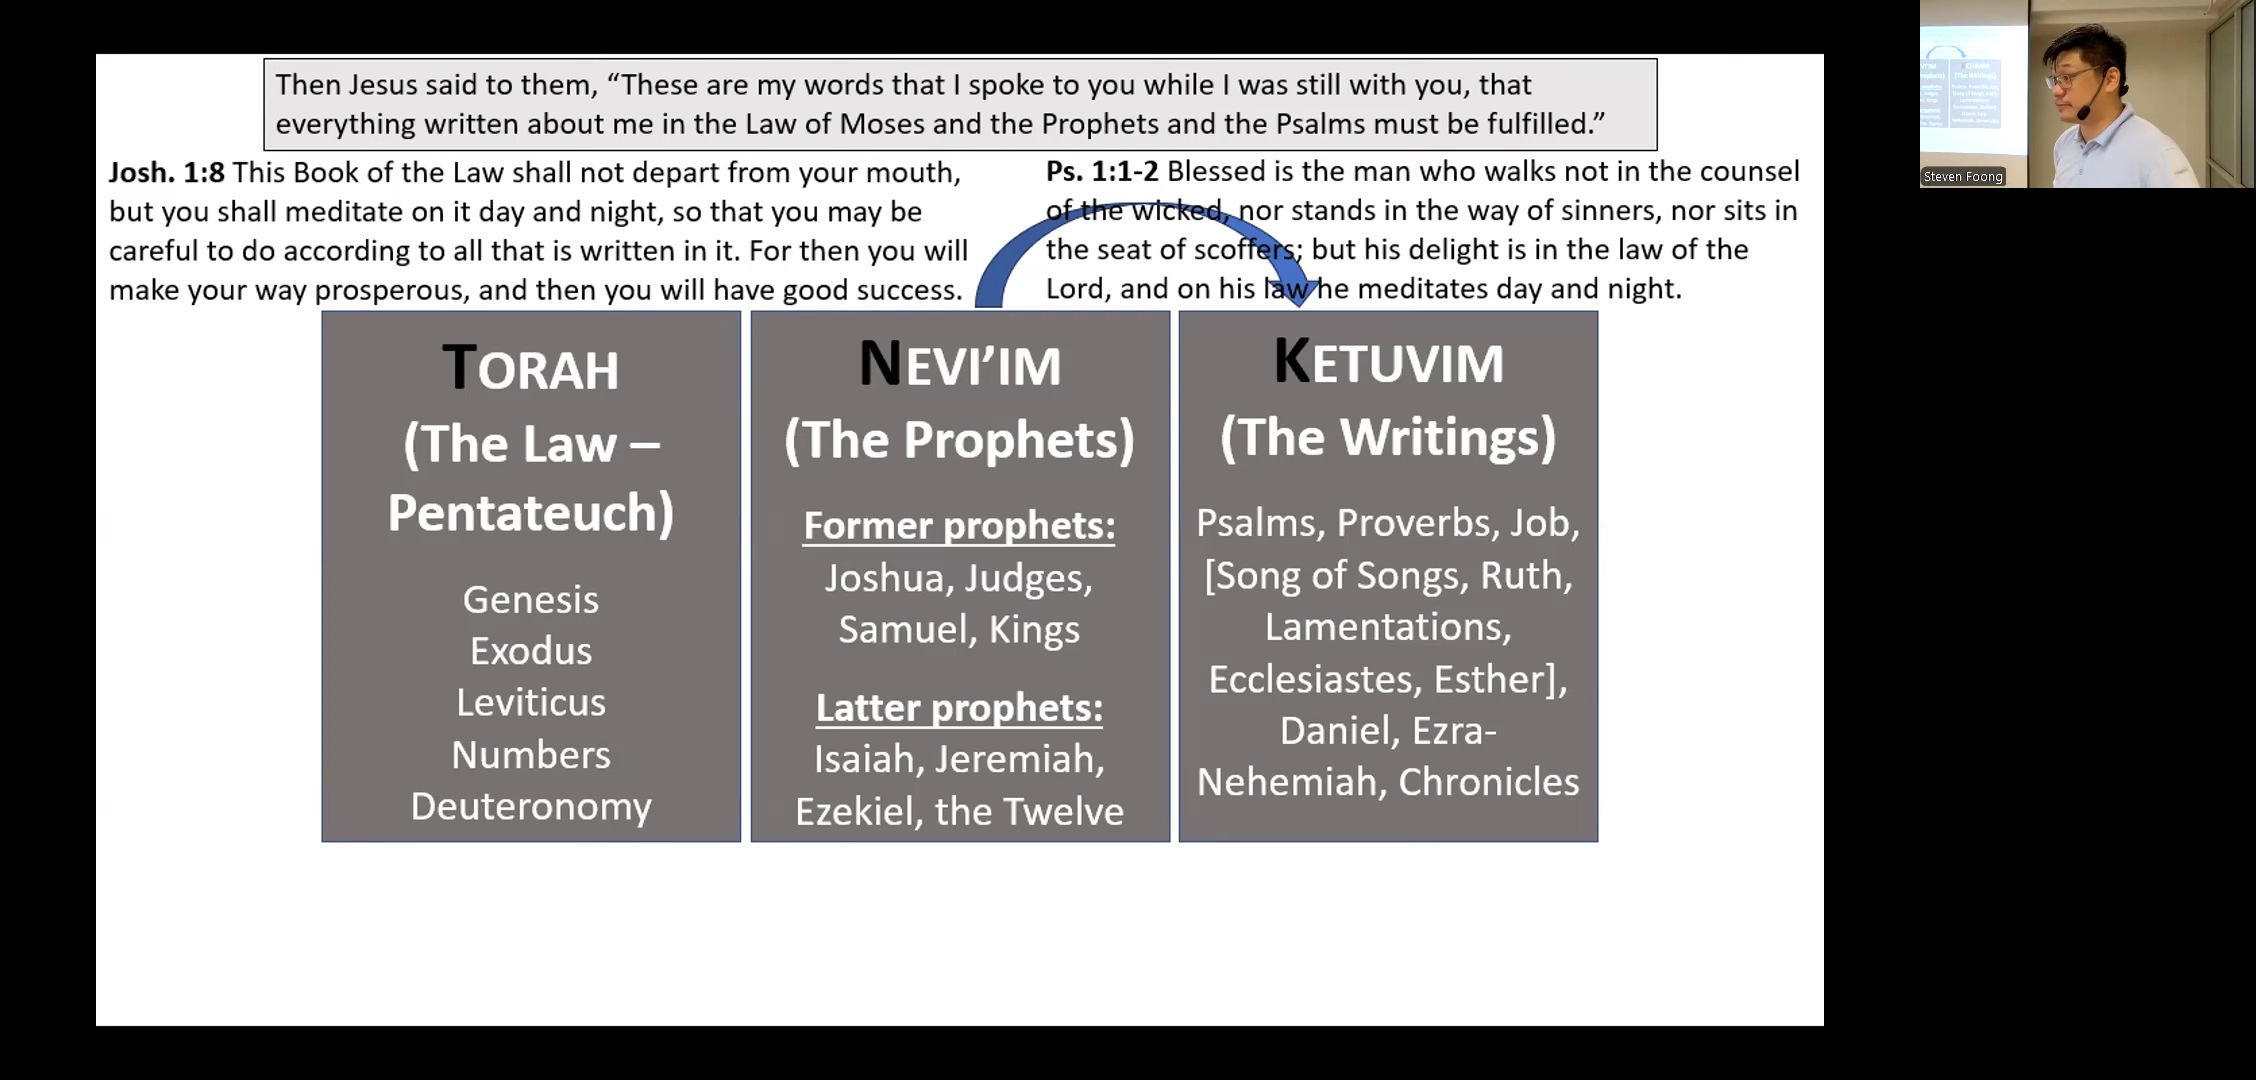 Then Jesus said to them, “These are my words that I spoke to you while I was still with you, that
everything written about me in the Law of Moses and the Prophets and the Psalms must be fulfilled.”
Josh. 1:8 This Book of the Law shall not depart from your mouth,
but you shall meditate on it day and night, so that you may be
careful to do according to all that is written in it. For then you will
make your way prosperous, and then you will have good success.
Ps. 1:1-2 Blessed is the man who walks not in the counsel
of the wicked, nor stands in the way of sinners, nor sits in
the seat of scoffers; but his delight is in the law of the
Lord, and on his law he meditates day and night.
TORAH
(The Law –
Pentateuch)
Genesis
Exodus
Leviticus
Numbers
Deuteronomy
NEVI’IM
(The Prophets)
Former prophets:
Joshua, Judges,
Samuel, Kings
Latter prophets:
Isaiah, Jeremiah,
Ezekiel, the Twelve
KETUVIM
(The Writings)
Psalms, Proverbs, Job,
[Song of Songs, Ruth,
Lamentations,
Ecclesiastes, Esther],
Daniel, Ezra-
Nehemiah, Chronicles
ETUVIM
(The Writings)
Steven Foong